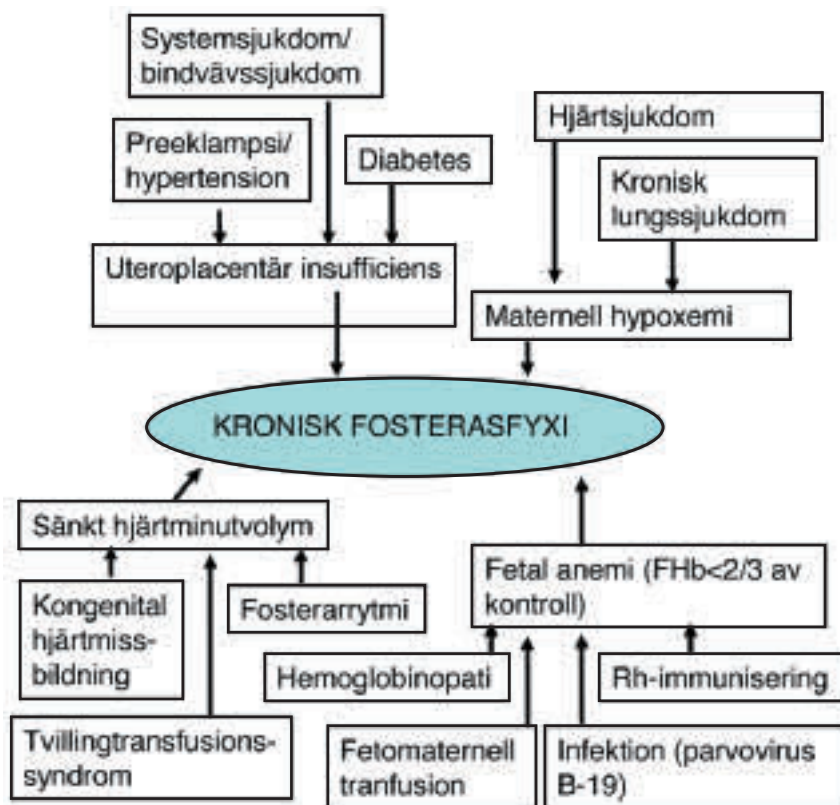 Systemsjukdom/
bindvävssjukdom
Hjärtsjukdom
Preeklampsi/
hypertension
Diabetes
Kronisk
lungssjukdom
Uteroplacentär insufficiens
Maternell hypoxemi
KRONISK FOSTERASFYXI
Sänkt hjärtminutvolym
Fetal anemi (FHb<2/3 av
kontroll)
Kongenital
hjärtmiss-
bildning
Fosterarrytmi
Hemoglobinopati
Rh-immunisering
Tvillingtransfusions-
syndrom
Fetomaternell
tranfusion
Infektion (parvovirus
B-19)